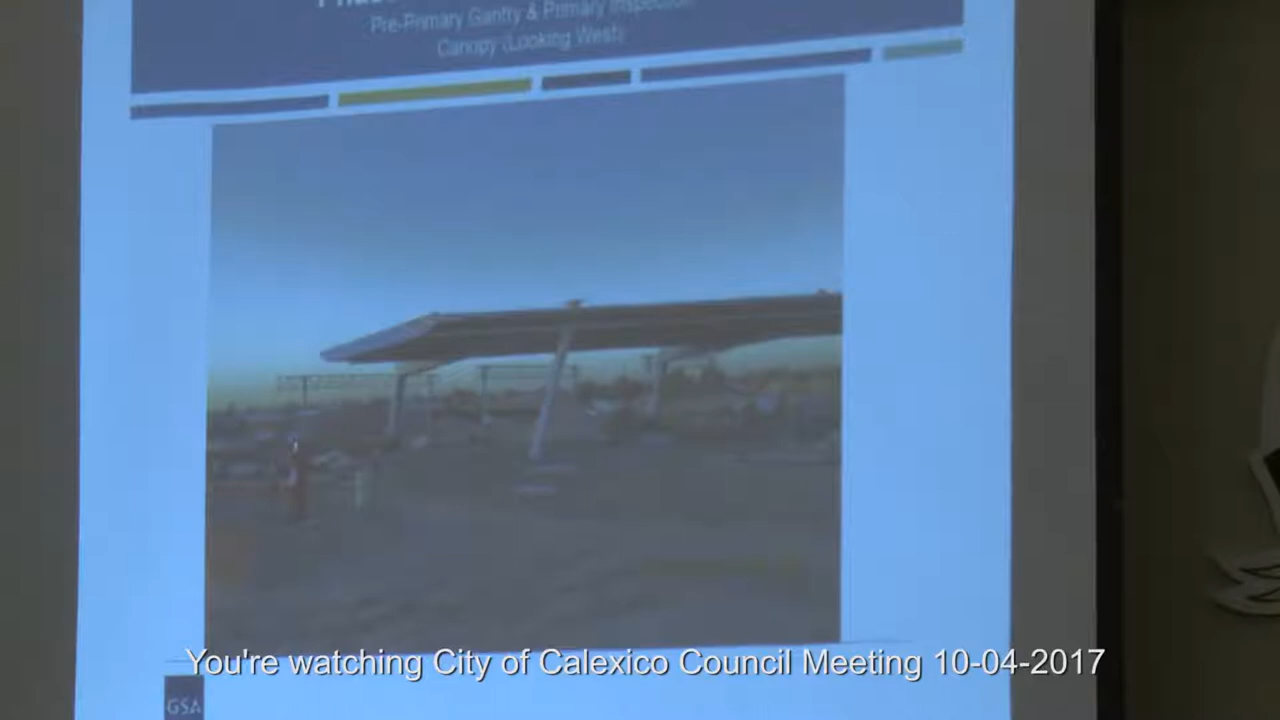 Pre-Primary Gantry & Primary Inspection
Canopy (Looking West)
You're watching City of Calexico Council Meeting 10-04-2017
GSA